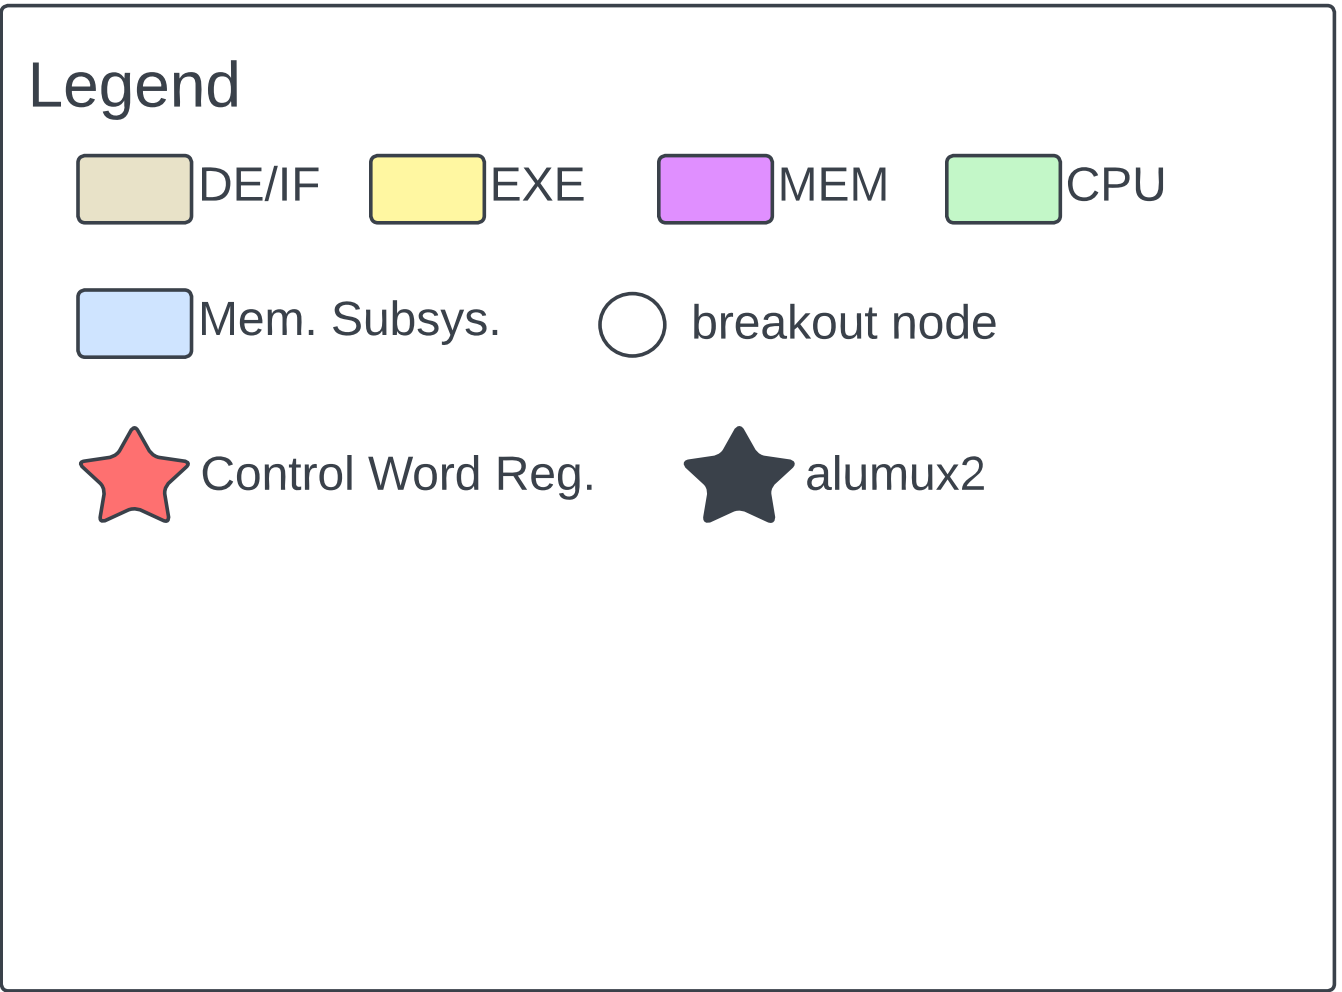 Legend
DE/IF EXE MEM CPU
Mem. Subsys. breakout node
Control Word Reg. alumux2